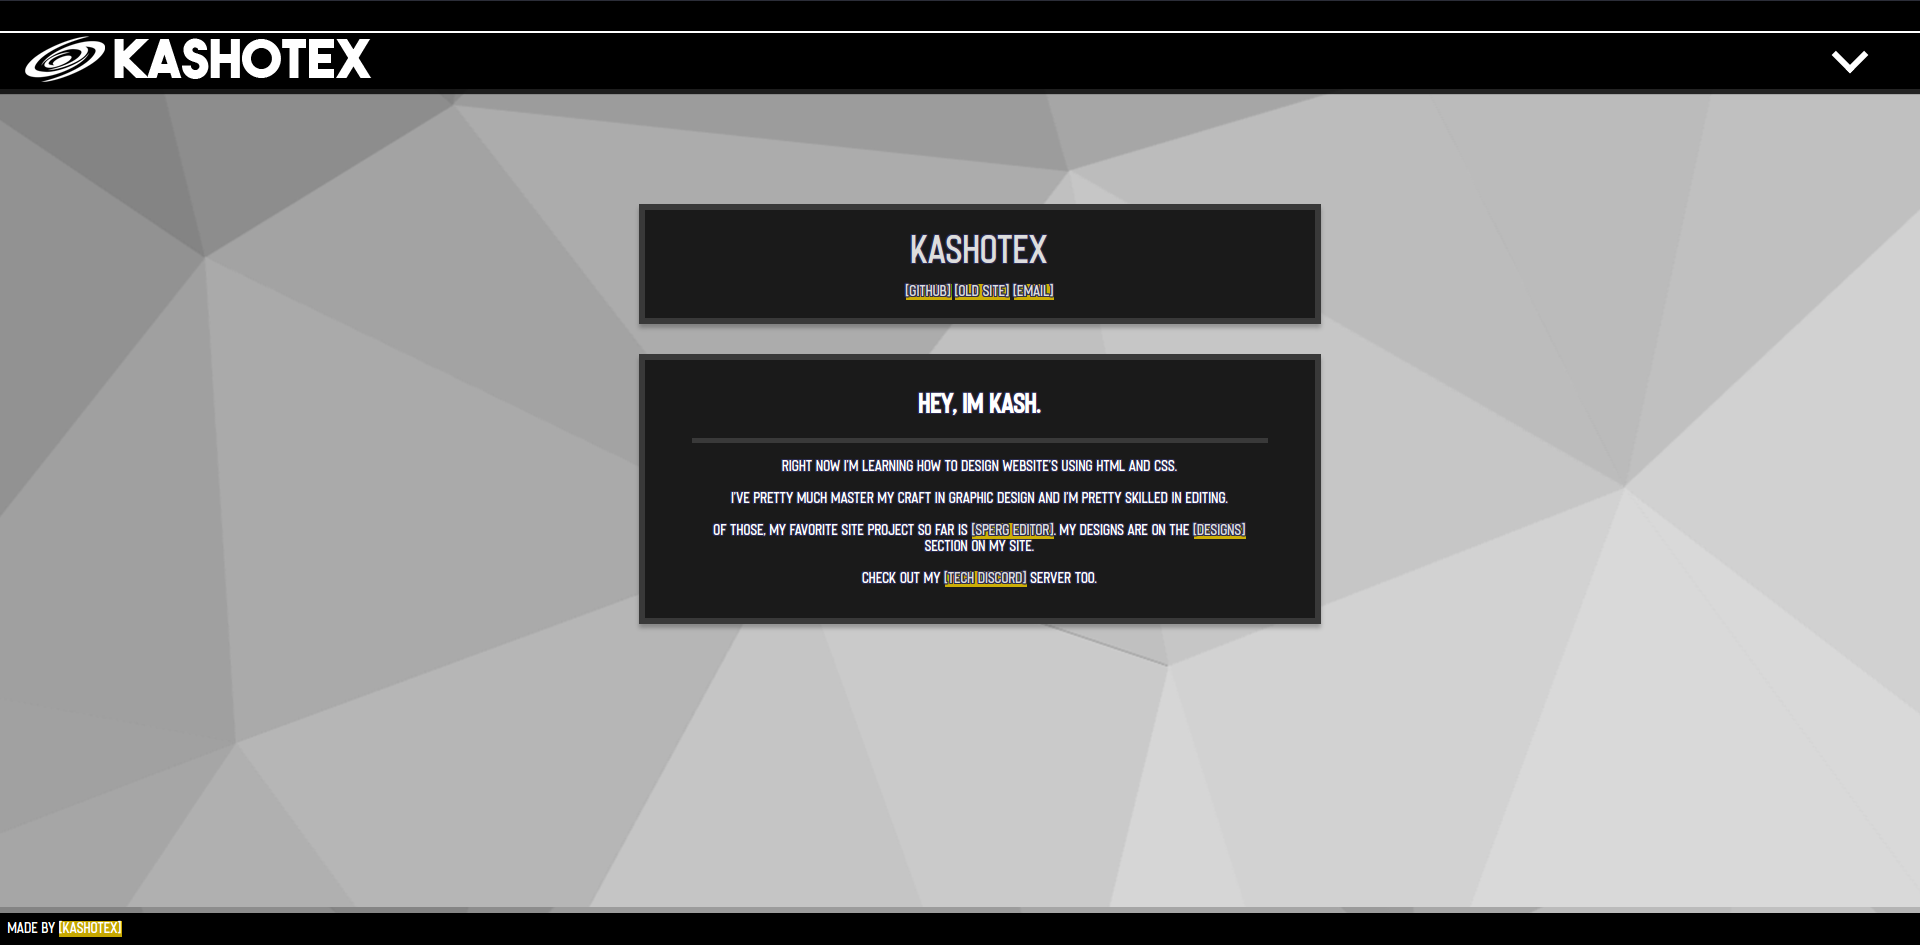 KASHOTEX
KASHOTEX
[GITHUB] [OLD SITE] [EMAIL]
HEY, IM KASH.
RIGHT NOW I'M LEARNING HOW TO DESIGN WEBSITE'S USING HTML AND CSS.
I'VE PRETTY MUCH MASTER MY CRAFT IN GRAPHIC DESIGN AND I'M PRETTY SKILLED IN EDITING.
OF THOSE, MY FAVORITE SITE PROJECT SO FAR IS [SPERG EDITOR]. MY DESIGNS ARE ON THE [DESIGNS]
SECTION ON MY SITE.
CHECK OUT MY [TECH DISCORD] SERVER TOO.
MADE BY [KASHOTEX]